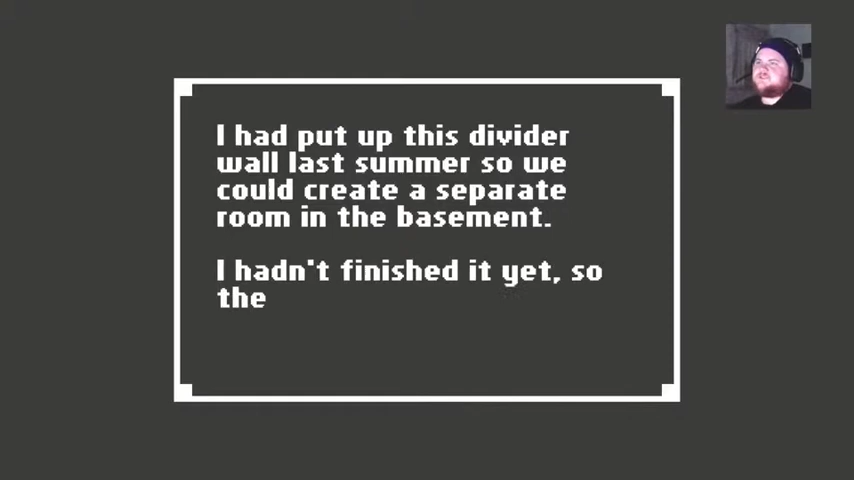 I had put up this divider
wall last summer so we
could create a separate
room in the basement.
I hadn't finished it yet, so
the